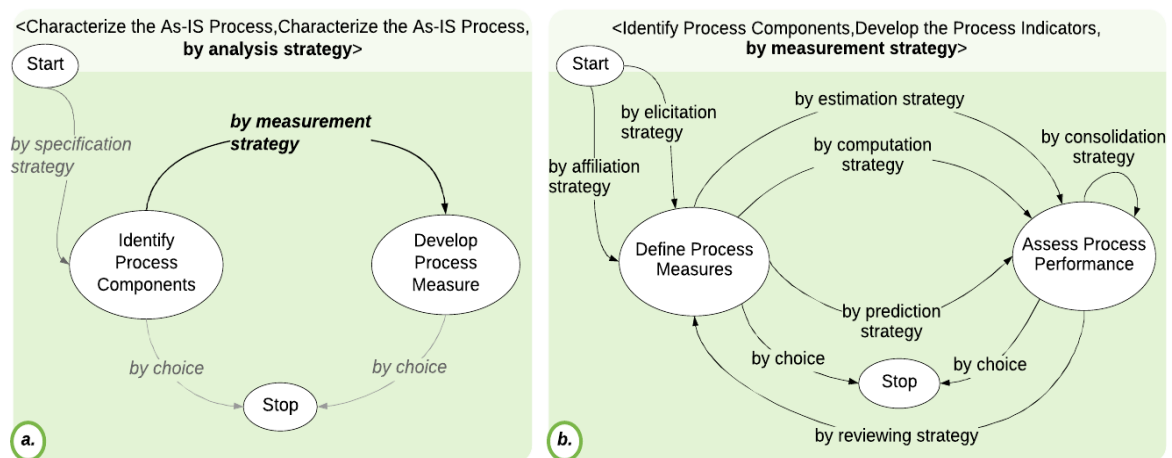 <Characterize the As-IS Process,Characterize the As-IS Process,
by analysis strategy>
Start
by specification
strategy
by measurement
strategy
Identify
Process
Components
Develop
Process
Measure
by choice
by choice
Stop
a.
<Identify Process Components,Develop the Process Indicators,
by measurement strategy>
Start
by elicitation
strategy
by affiliation
strategy
by estimation strategy
by computation
strategy
by consolidation
strategy
Define Process
Measures
Assess Process
Performance
by prediction
strategy
by choice
by choice
Stop
by reviewing strategy
b.